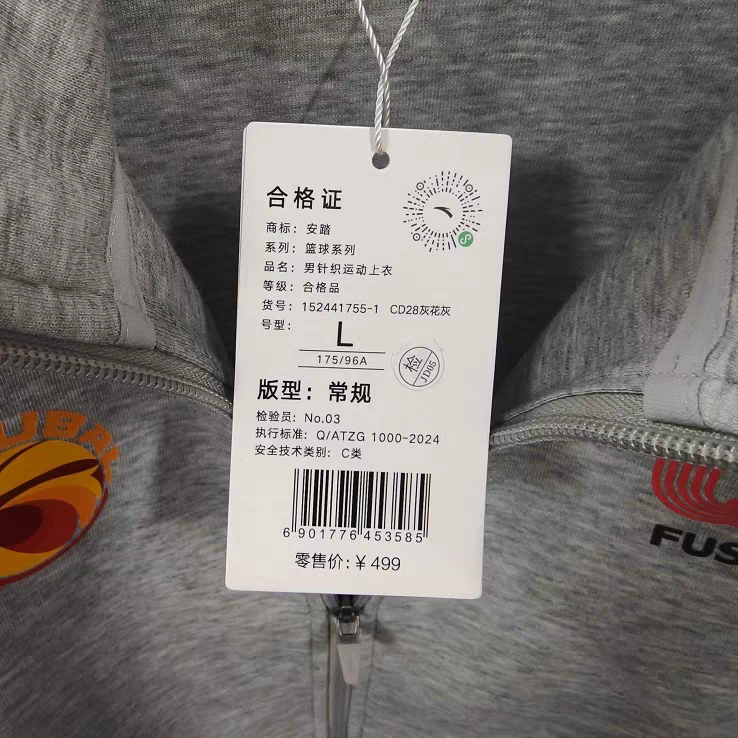 合格证
商标：安踏
系列：篮球系列
品名：男针织运动上衣
等级：合格品
货号：152441755-1 CD28灰花灰
号型：
L
175/96A
检
JD05
版型：常规
检验员：No.03
执行标准：Q/ATZG 1000-2024
安全技术类别：C类
6 901776 453585
零售价：￥499
UBAL
FUS